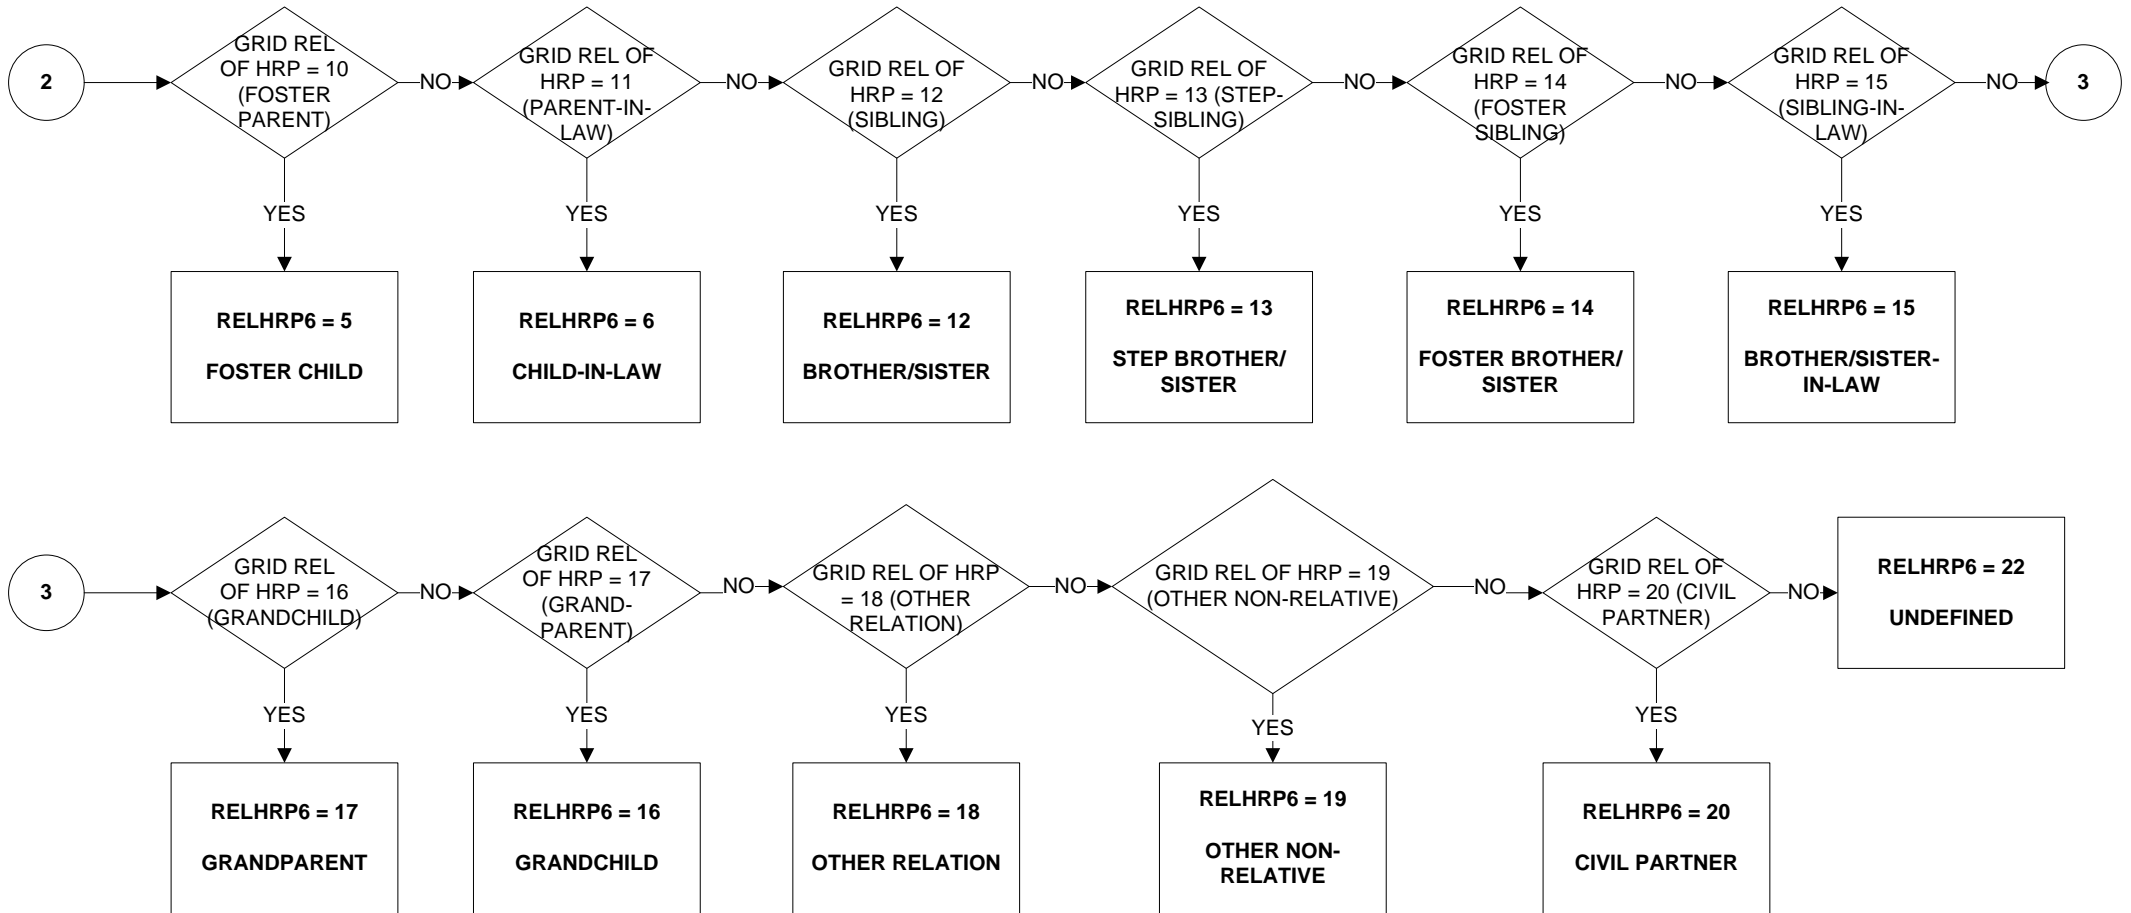 2
GRID REL
OF HRP = 10
(FOSTER
PARENT)
NO
GRID REL OF
HRP = 11
(PARENT-IN-
LAW)
NO
GRID REL OF
HRP = 12
(SIBLING)
NO
GRID REL OF
HRP = 13 (STEP-
SIBLING)
NO
GRID REL OF
HRP = 14
(FOSTER
SIBLING)
NO
GRID REL OF
HRP = 15
(SIBLING-IN-
LAW)
NO
3
YES
YES
YES
YES
YES
YES
RELHRP6 = 5
FOSTER CHILD
RELHRP6 = 6
CHILD-IN-LAW
RELHRP6 = 12
BROTHER/SISTER
RELHRP6 = 13
STEP BROTHER/
SISTER
RELHRP6 = 14
FOSTER BROTHER/
SISTER
RELHRP6 = 15
BROTHER/SISTER-
IN-LAW
3
GRID REL
OF HRP = 16
(GRANDCHILD)
NO
GRID REL
OF HRP = 17
(GRAND-
PARENT)
NO
GRID REL OF HRP
= 18 (OTHER
RELATION)
NO
GRID REL OF HRP = 19
(OTHER NON-RELATIVE)
NO
GRID REL OF
HRP = 20 (CIVIL
PARTNER)
NO
RELHRP6 = 22
UNDEFINED
YES
YES
YES
YES
YES
RELHRP6 = 17
GRANDPARENT
RELHRP6 = 16
GRANDCHILD
RELHRP6 = 18
OTHER RELATION
RELHRP6 = 19
OTHER NON-
RELATIVE
RELHRP6 = 20
CIVIL PARTNER